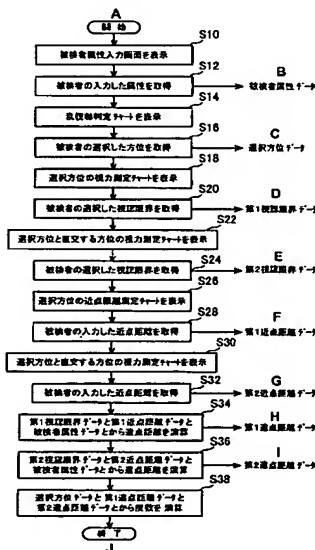 A
開始
S10
被検者属性入力画面を表示
S12
被検者の入力した属性を取得
B
被検者属性データ
S14
乱視軸判定チャートを表示
S16
被検者の選択した方位を取得
C
選択方位データ
S18
選択方位の視力測定チャートを表示
S20
被検者の選択した視認限界を取得
D
第1視認限界データ
S22
選択方位と直交する方位の視力測定チャートを表示
S24
被検者の選択した視認限界を取得
E
第2視認限界データ
S26
選択方位の近点距離測定チャートを表示
S28
被検者の入力した近点距離を取得
F
第1近点距離データ
S30
選択方位と直交する方位の視力測定チャートを表示
S32
被検者の入力した近点距離を取得
G
第2近点距離データ
S34
第1視認限界データと第1近点距離データと
被検者属性データとから遠点距離を演算
H
第1遠点距離データ
S36
第2視認限界データと第2近点距離データと
被検者属性データとから遠点距離を演算
I
第2遠点距離データ
S38
選択方位データと第1遠点距離データと
第2遠点距離データとから度数を演算
終了